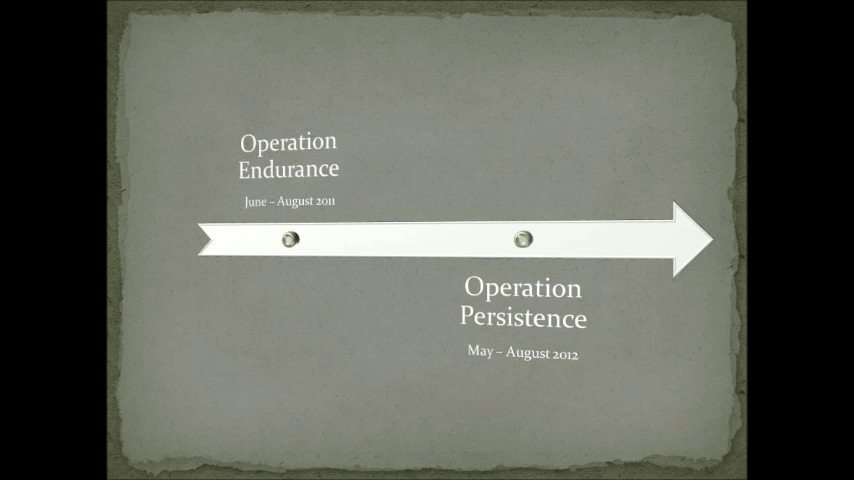 Operation
Endurance
June – August 2011
Operation
Persistence
May – August 2012